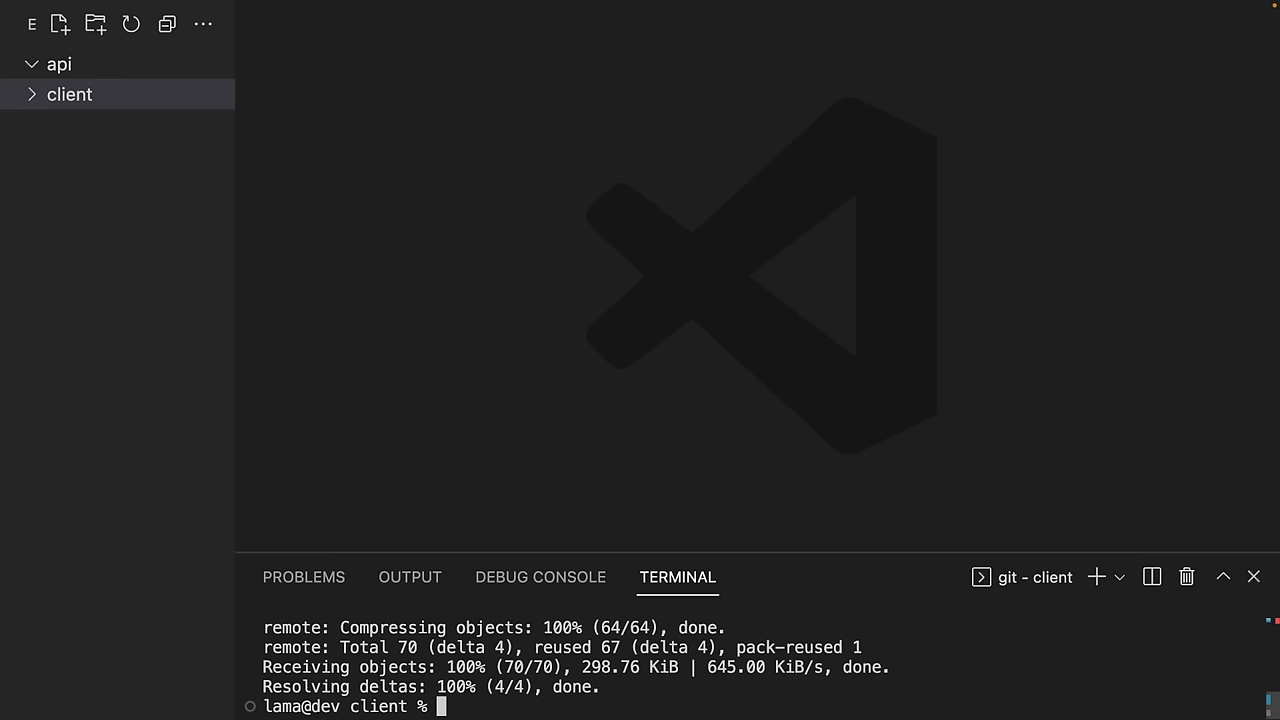 E
api
client
PROBLEMS OUTPUT DEBUG CONSOLE TERMINAL git - client
remote: Compressing objects: 100% (64/64), done.
remote: Total 70 (delta 4), reused 67 (delta 4), pack-reused 1
Receiving objects: 100% (70/70), 298.76 KiB | 645.00 KiB/s, done.
Resolving deltas: 100% (4/4), done.
lama@dev client %